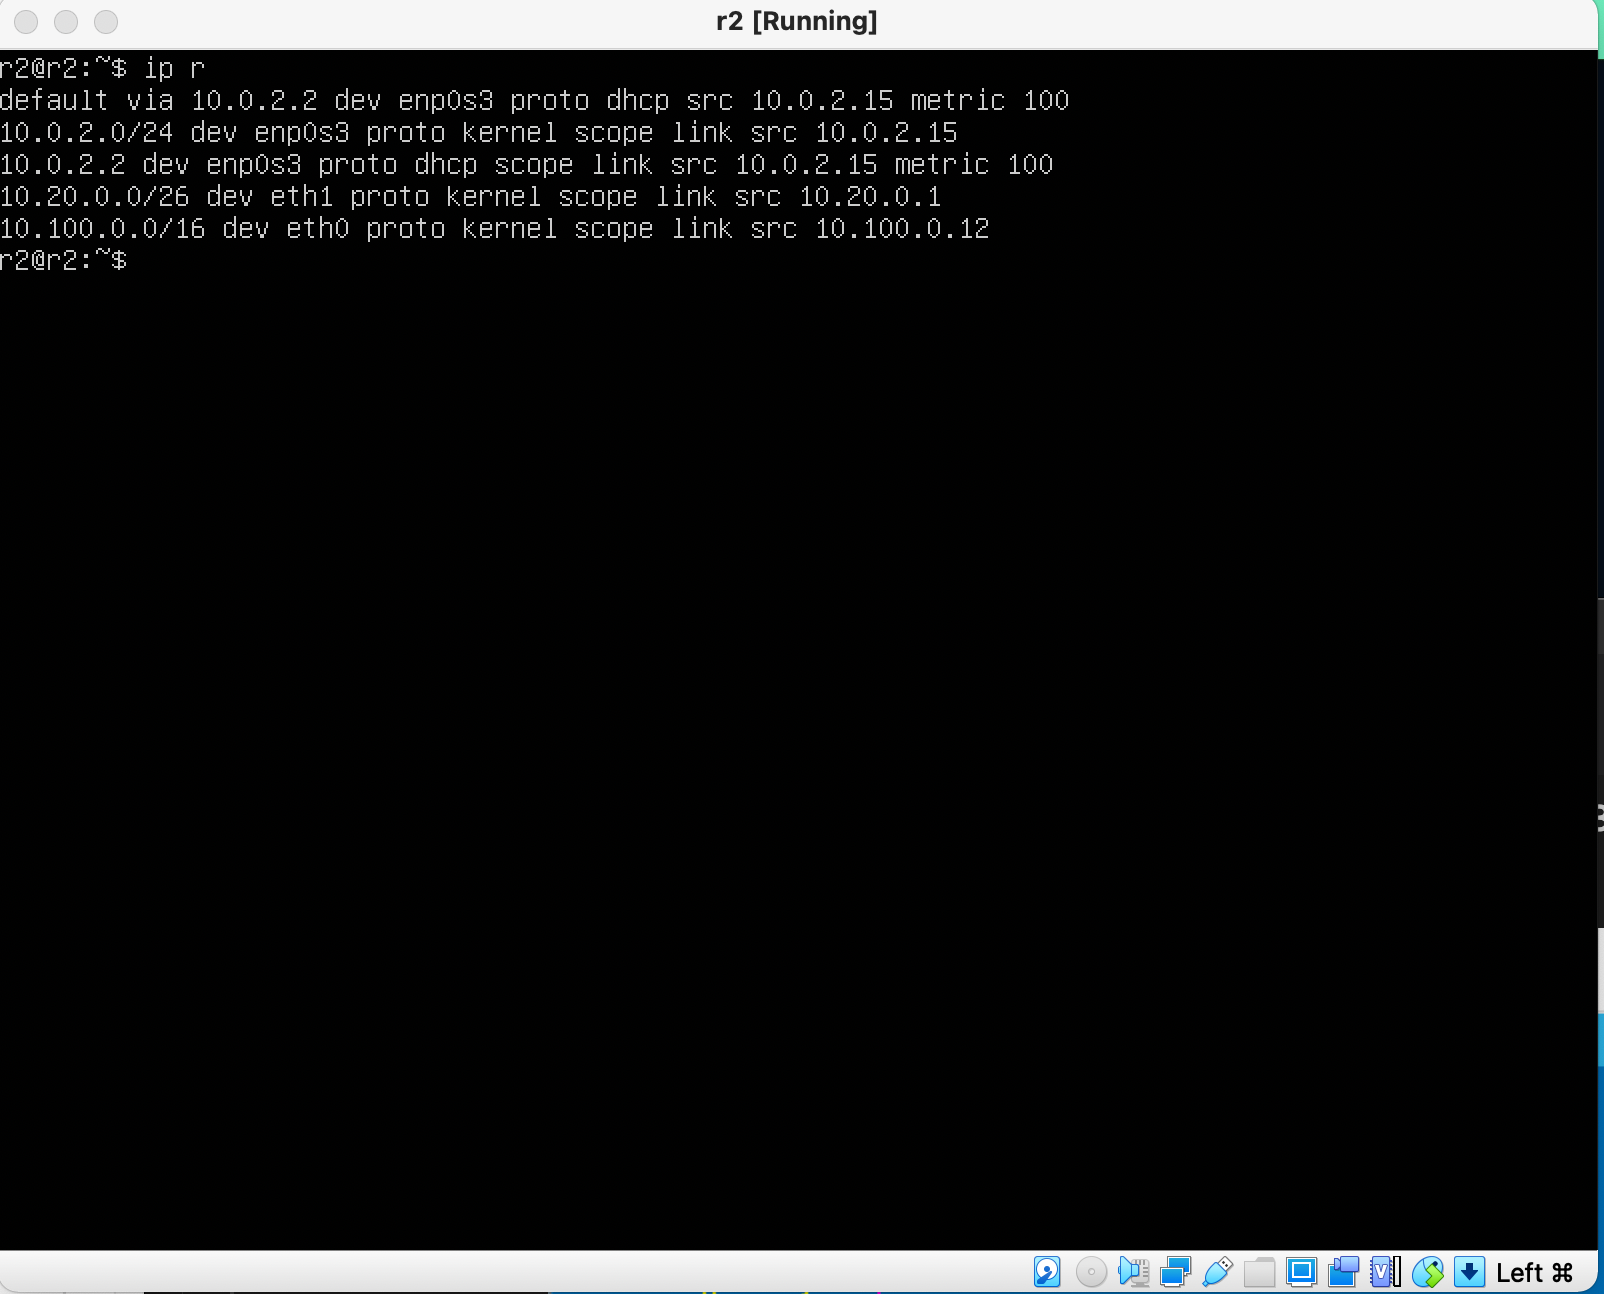 r2 [Running]
r2@r2:~$ ip r
default via 10.0.2.2 dev enp0s3 proto dhcp src 10.0.2.15 metric 100
10.0.2.0/24 dev enp0s3 proto kernel scope link src 10.0.2.15
10.0.2.2 dev enp0s3 proto dhcp scope link src 10.0.2.15 metric 100
10.20.0.0/26 dev eth1 proto kernel scope link src 10.20.0.1
10.100.0.0/16 dev eth0 proto kernel scope link src 10.100.0.12
r2@r2:~$
Left ⌘